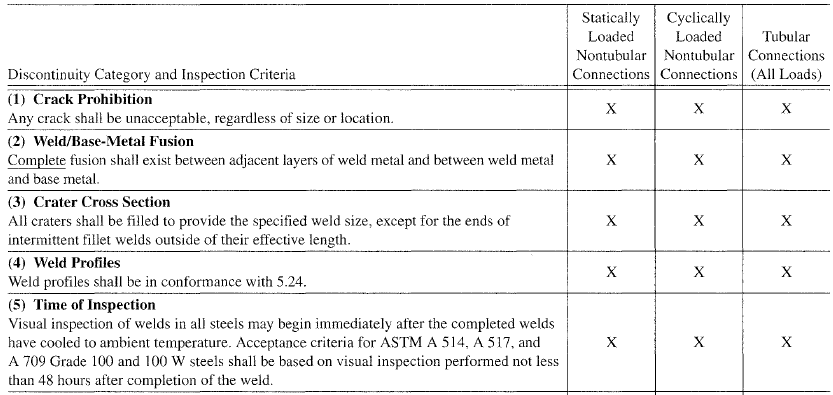 Discontinuity Category and Inspection Criteria
Statically
Loaded
Nontubular
Connections
Cyclically
Loaded
Nontubular
Connections
Tubular
Connections
(All Loads)
(1) Crack Prohibition
Any crack shall be unacceptable, regardless of size or location.
X X X
(2) Weld/Base-Metal Fusion
Complete fusion shall exist between adjacent layers of weld metal and between weld metal
and base metal.
X X X
(3) Crater Cross Section
All craters shall be filled to provide the specified weld size, except for the ends of
intermittent fillet welds outside of their effective length.
X X X
(4) Weld Profiles
Weld profiles shall be in conformance with 5.24.
X X X
(5) Time of Inspection
Visual inspection of welds in all steels may begin immediately after the completed welds
have cooled to ambient temperature. Acceptance criteria for ASTM A 514, A 517, and
A 709 Grade 100 and 100 W steels shall be based on visual inspection performed not less
than 48 hours after completion of the weld.
X X X